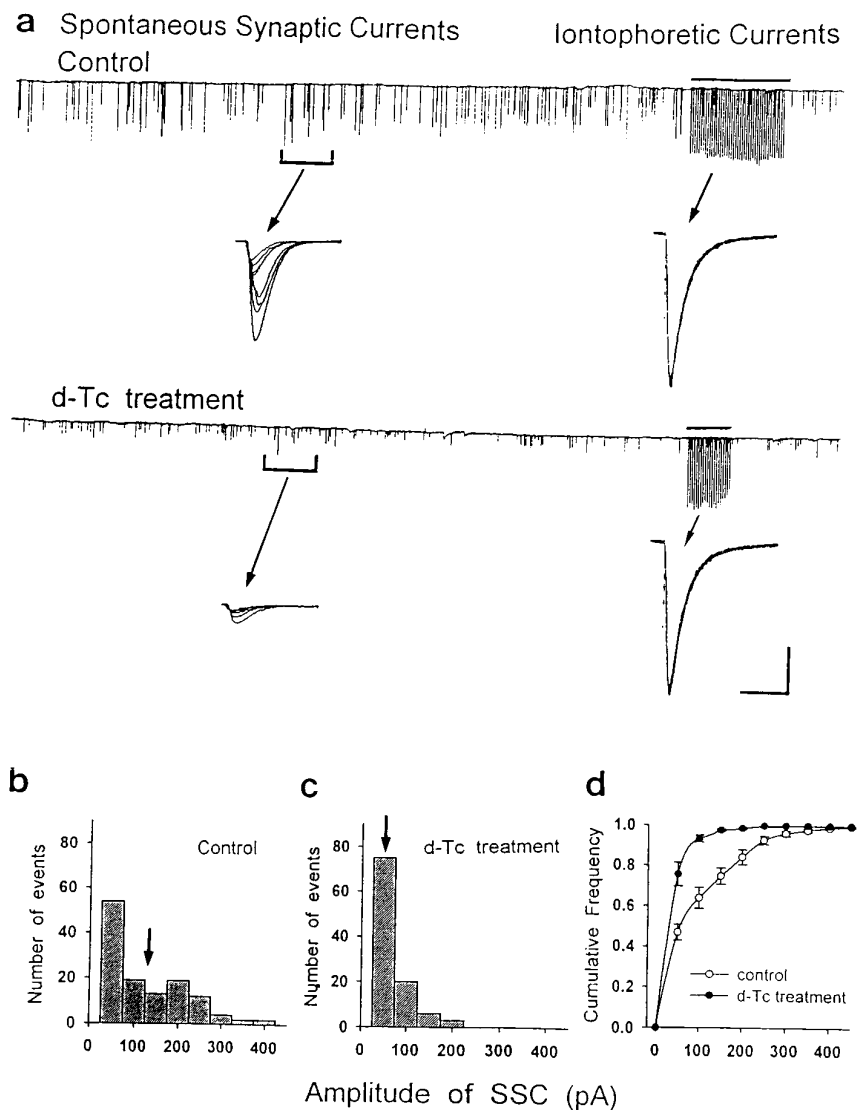 a Spontaneous Synaptic Currents Iontophoretic Currents
Control
d-Tc treatment
b
Control
Number of events
80
60
40
20
0
0 100 200 300 400
c
d-Tc treatment
Number of events
80
60
40
20
0
0 100 200 300 400
d
Cumulative Frequency
1.0
0.8
0.6
0.4
0.2
0.0
control
d-Tc treatment
0 100 200 300 400
Amplitude of SSC (pA)